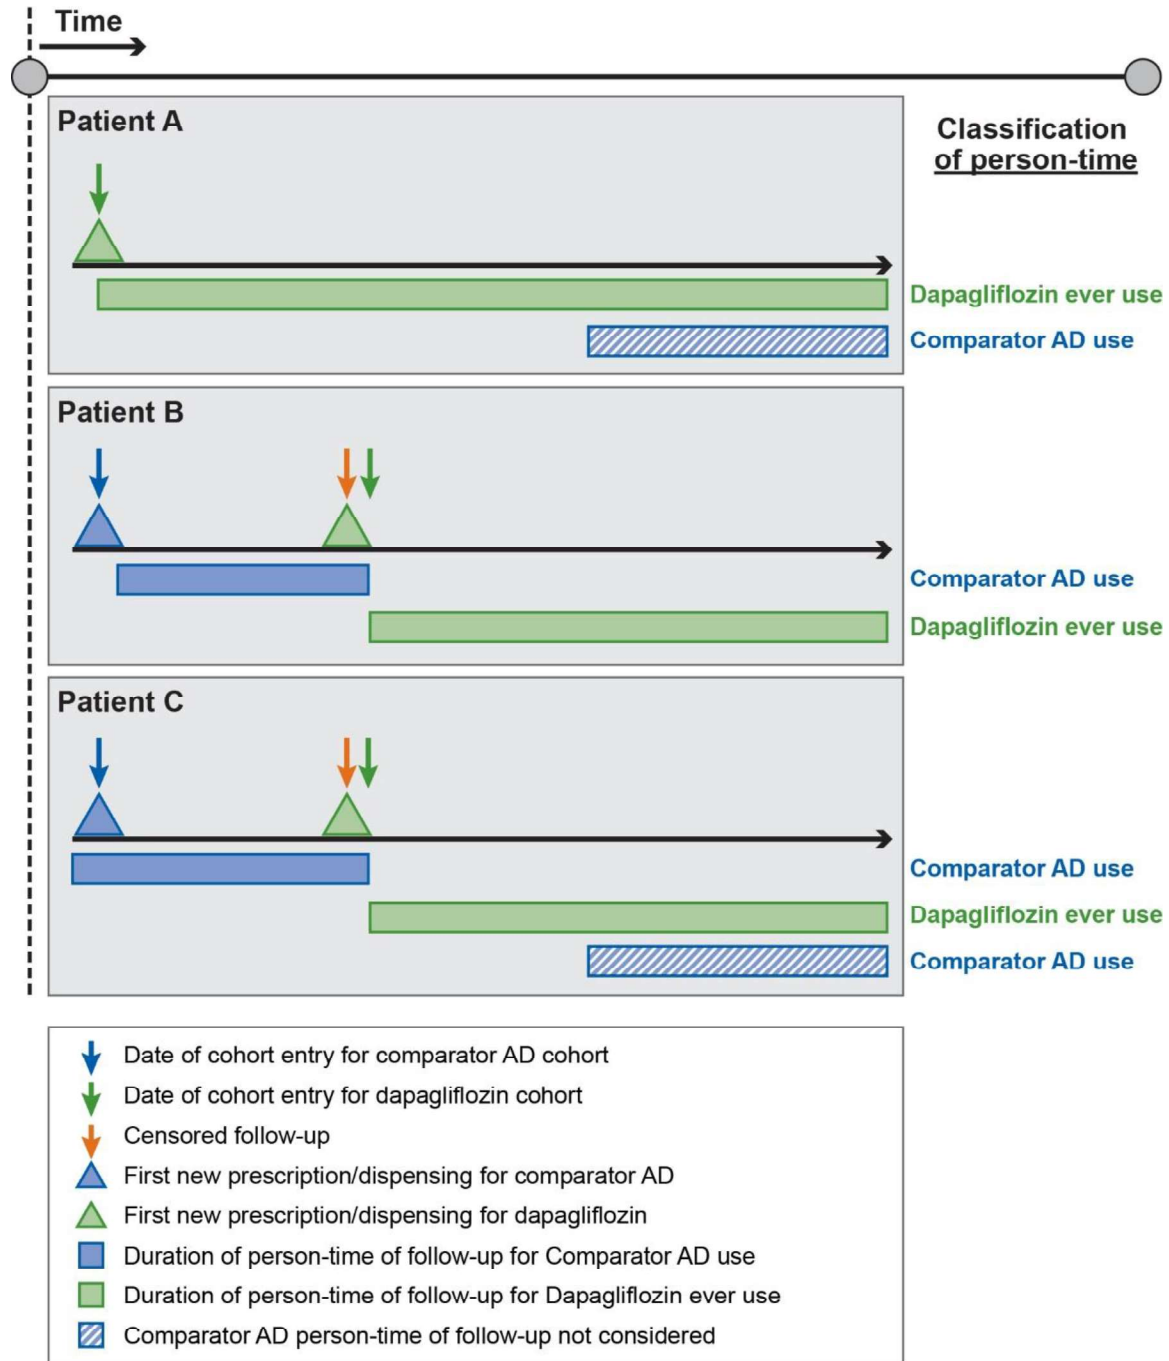 Time
Patient A
Classification
of person-time
Dapagliflozin ever use
Comparator AD use
Patient B
Comparator AD use
Dapagliflozin ever use
Patient C
Comparator AD use
Dapagliflozin ever use
Comparator AD use
Date of cohort entry for comparator AD cohort
Date of cohort entry for dapagliflozin cohort
Censored follow-up
First new prescription/dispensing for comparator AD
First new prescription/dispensing for dapagliflozin
Duration of person-time of follow-up for Comparator AD use
Duration of person-time of follow-up for Dapagliflozin ever use
Comparator AD person-time of follow-up not considered